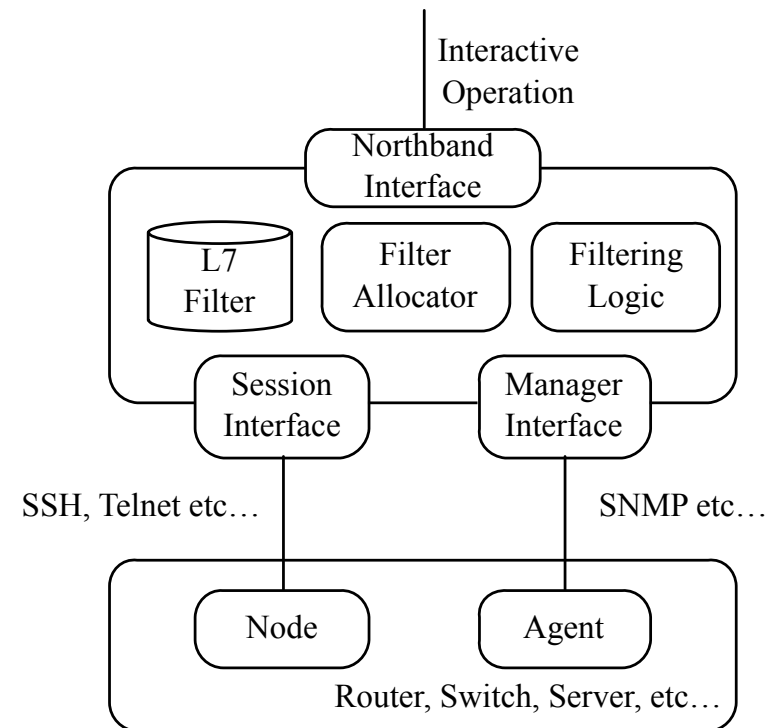 Interactive
Operation
Northband
Interface
L7
Filter
Filter
Allocator
Filtering
Logic
Session
Interface
Manager
Interface
SSH, Telnet etc…
SNMP etc…
Node
Agent
Router, Switch, Server, etc…